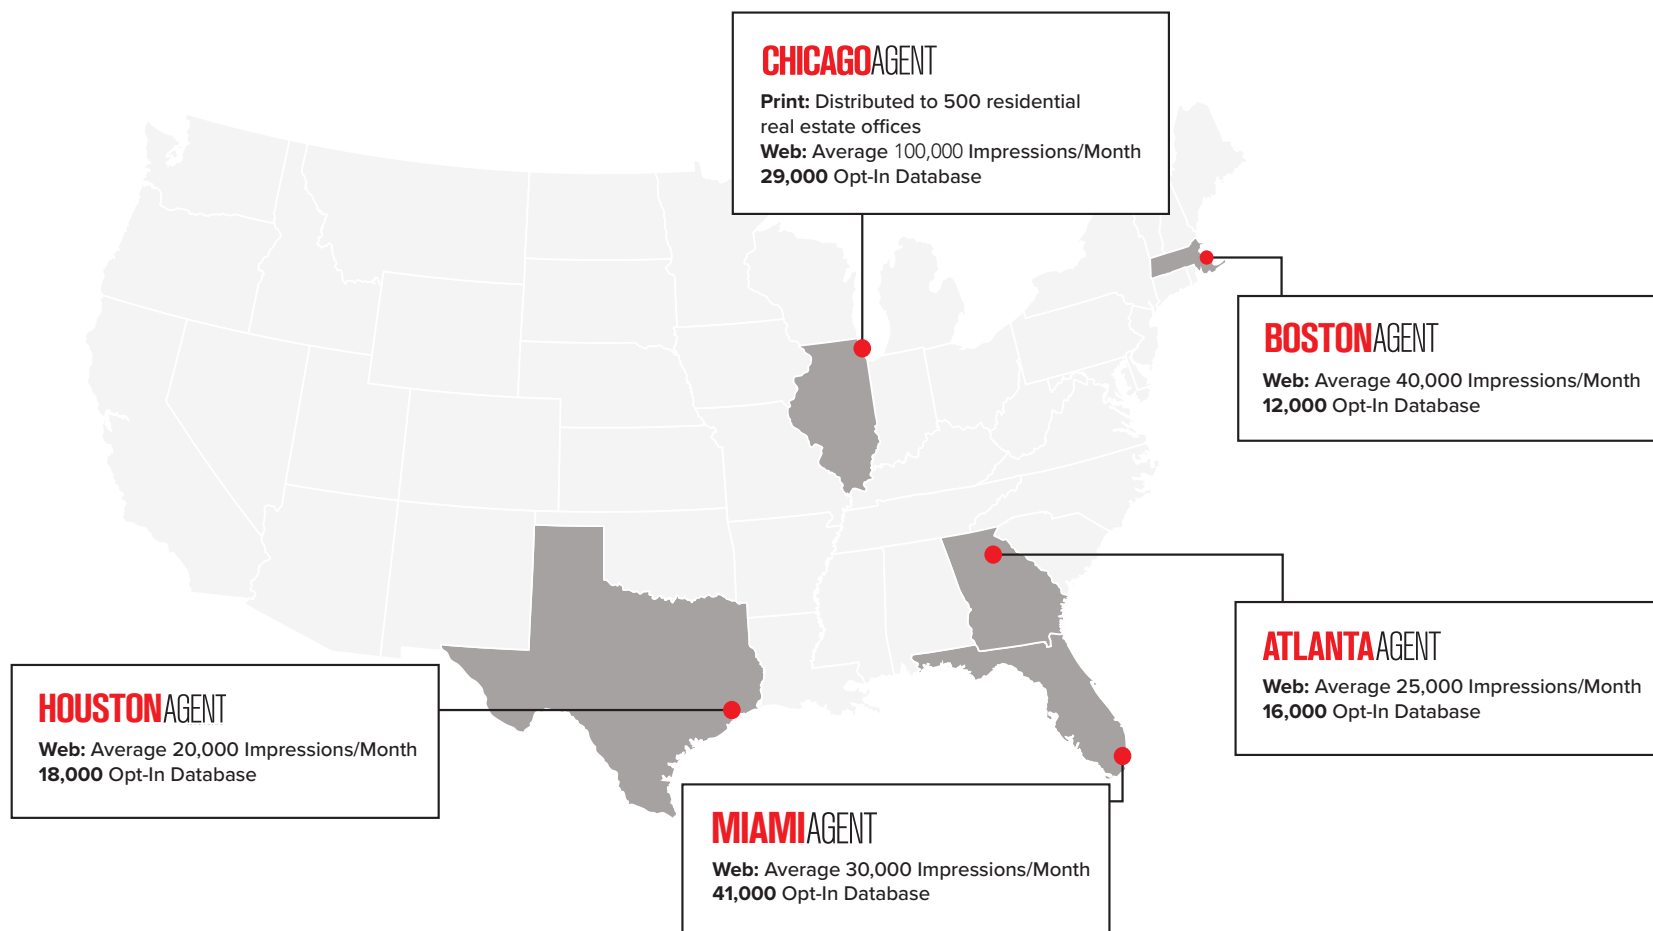 CHICAGOAGENT
Print: Distributed to 500 residential
real estate offices
Web: Average 100,000 Impressions/Month
29,000 Opt-In Database
BOSTONAGENT
Web: Average 40,000 Impressions/Month
12,000 Opt-In Database
ATLANTAAGENT
Web: Average 25,000 Impressions/Month
16,000 Opt-In Database
HOUSTONAGENT
Web: Average 20,000 Impressions/Month
18,000 Opt-In Database
MIAMIAGENT
Web: Average 30,000 Impressions/Month
41,000 Opt-In Database